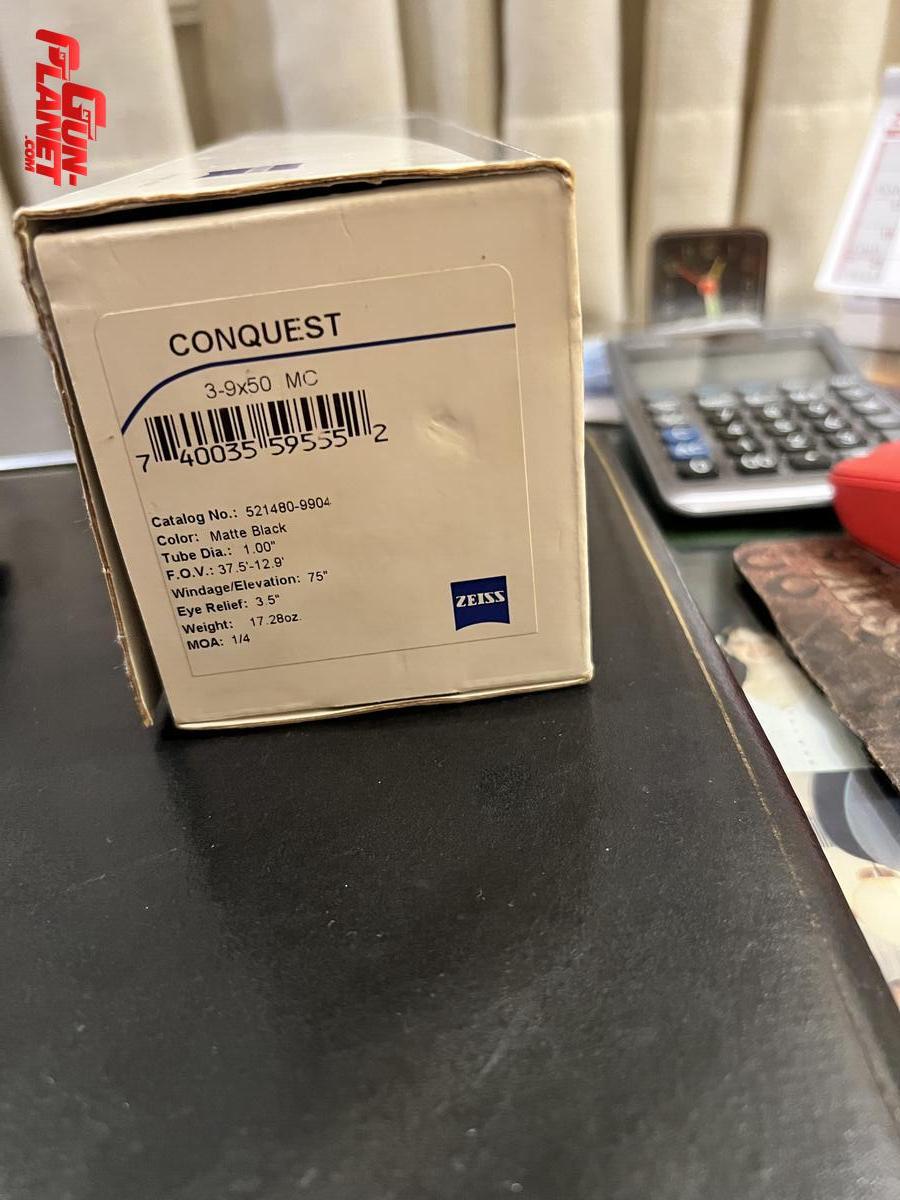 GUN-
PLANET
.COM
CONQUEST
3-9x50 MC
7 40035 59555 2
Catalog No.: 521480-9904
Color: Matte Black
Tube Dia.: 1.00"
F.O.V.: 37.5'-12.9'
Windage/Elevation: 75"
Eye Relief: 3.5"
Weight: 17.28oz.
MOA: 1/4
ZEISS